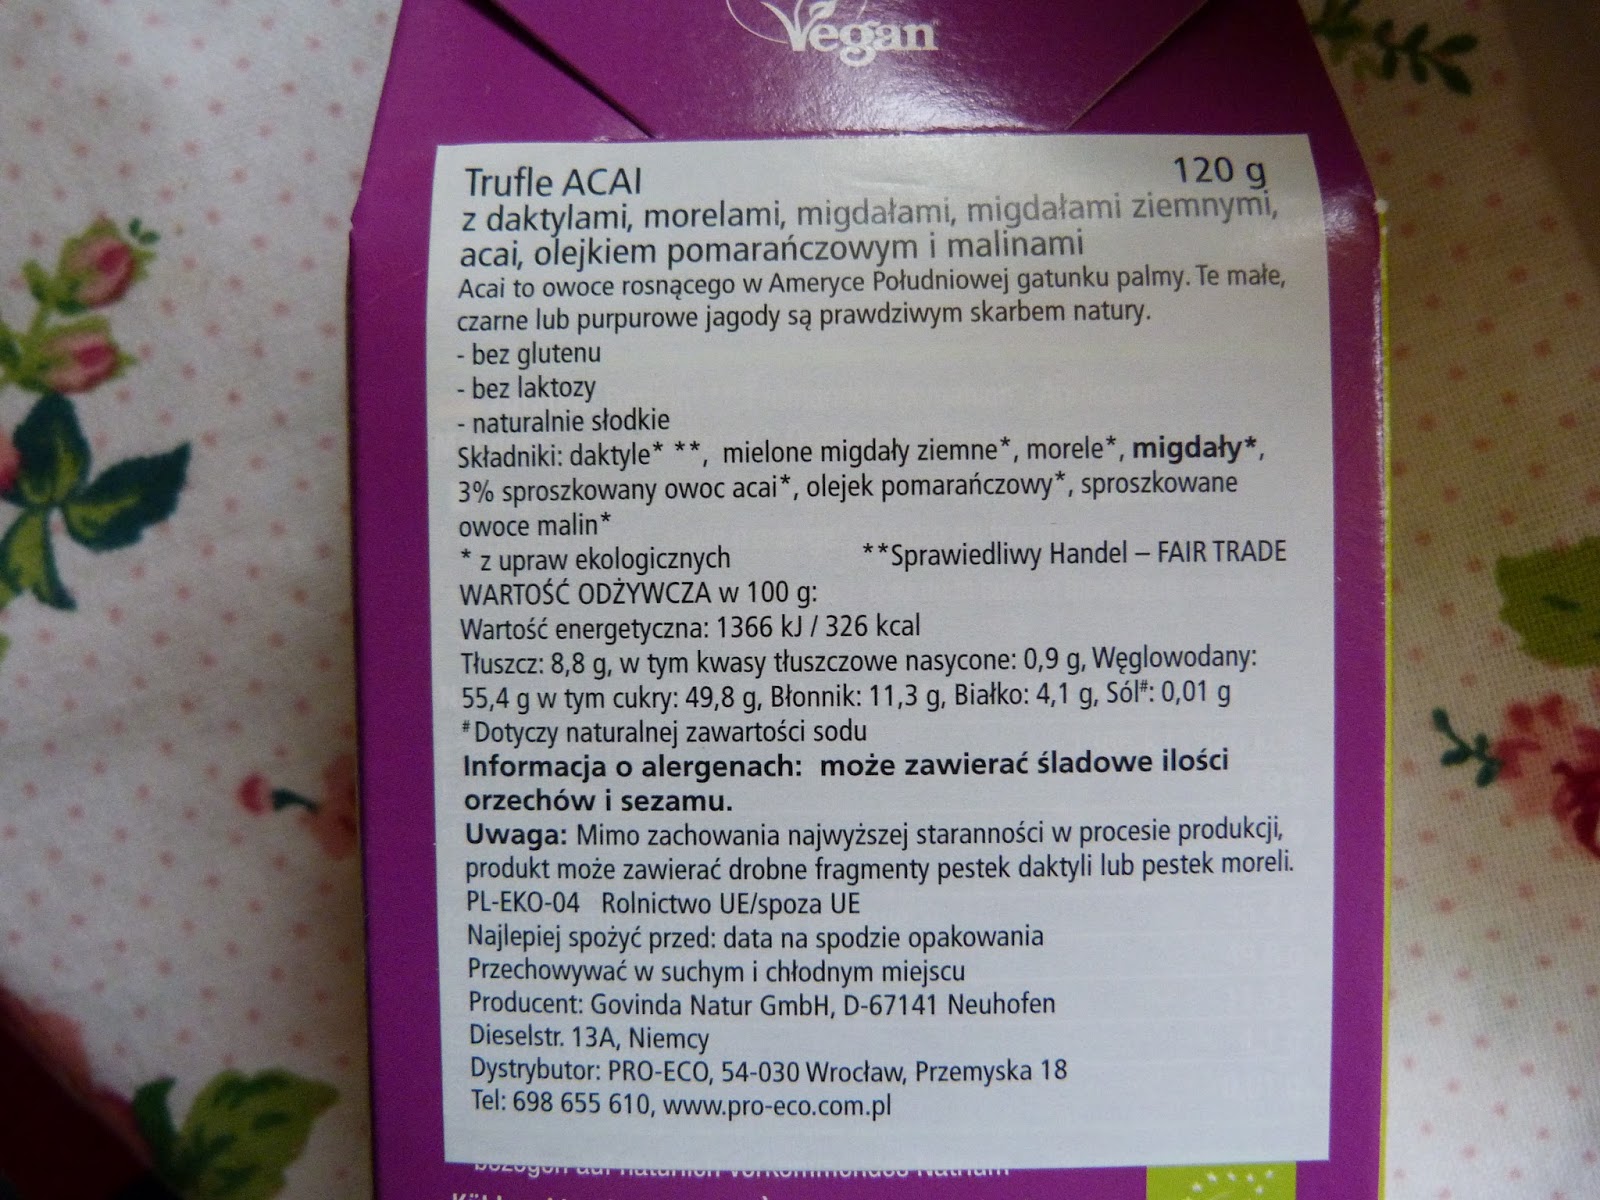 Vegan
Trufle ACAI 120 g
z daktylami, morelami, migdałami, migdałami ziemnymi,
acai, olejkiem pomarańczowym i malinami
Acai to owoce rosnącego w Ameryce Południowej gatunku palmy. Te małe,
czarne lub purpurowe jagody są prawdziwym skarbem natury.
- bez glutenu
- bez laktozy
- naturalnie słodkie
Składniki: daktyle* **, mielone migdały ziemne*, morele*, migdały*,
3% sproszkowany owoc acai*, olejek pomarańczowy*, sproszkowane
owoce malin*
* z upraw ekologicznych **Sprawiedliwy Handel – FAIR TRADE
WARTOŚĆ ODŻYWCZA w 100 g:
Wartość energetyczna: 1366 kJ / 326 kcal
Tłuszcz: 8,8 g, w tym kwasy tłuszczowe nasycone: 0,9 g, Węglowodany:
55,4 g w tym cukry: 49,8 g, Błonnik: 11,3 g, Białko: 4,1 g, Sól#: 0,01 g
# Dotyczy naturalnej zawartości sodu
Informacja o alergenach: może zawierać śladowe ilości
orzechów i sezamu.
Uwaga: Mimo zachowania najwyższej staranności w procesie produkcji,
produkt może zawierać drobne fragmenty pestek daktyli lub pestek moreli.
PL-EKO-04 Rolnictwo UE/spoza UE
Najlepiej spożyć przed: data na spodzie opakowania
Przechowywać w suchym i chłodnym miejscu
Producent: Govinda Natur GmbH, D-67141 Neuhofen
Dieselstr. 13A, Niemcy
Dystrybutor: PRO-ECO, 54-030 Wrocław, Przemyska 18
Tel: 698 655 610, www.pro-eco.com.pl
bezogen auf natürlich vorkommendes Natrium